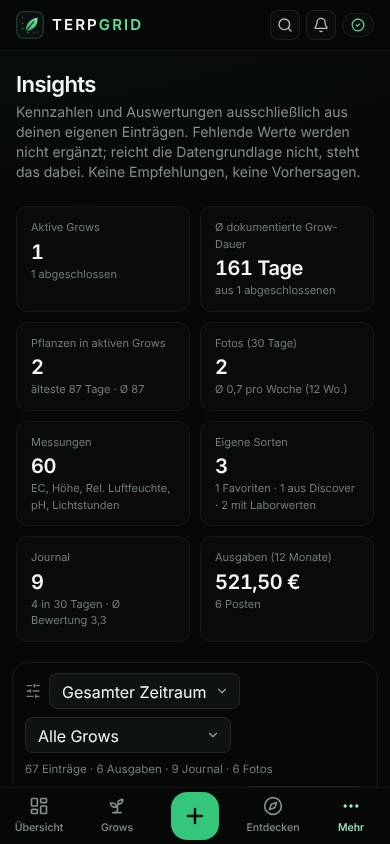 TERPGRID
Insights
Kennzahlen und Auswertungen ausschließlich aus
deinen eigenen Einträgen. Fehlende Werte werden
nicht ergänzt; reicht die Datengrundlage nicht, steht
das dabei. Keine Empfehlungen, keine Vorhersagen.
Aktive Grows
1
1 abgeschlossen
Ø dokumentierte Grow-
Dauer
161 Tage
aus 1 abgeschlossenen
Pflanzen in aktiven Grows
2
älteste 87 Tage · Ø 87
Fotos (30 Tage)
2
Ø 0,7 pro Woche (12 Wo.)
Messungen
60
EC, Höhe, Rel. Luftfeuchte,
pH, Lichtstunden
Eigene Sorten
3
1 Favoriten · 1 aus Discover
· 2 mit Laborwerten
Journal
9
4 in 30 Tagen · Ø
Bewertung 3,3
Ausgaben (12 Monate)
521,50 €
6 Posten
Gesamter Zeitraum
Alle Grows
67 Einträge · 6 Ausgaben · 9 Journal · 6 Fotos
Übersicht
Grows
Entdecken
Mehr